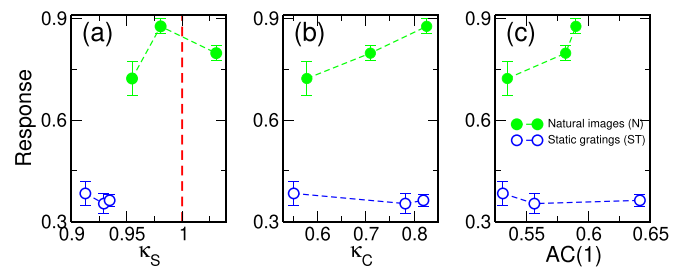 (a)
(b)
(c)
Response
0.9
0.6
0.3
0.9
0.95
1
κS
0.9
0.6
0.3
0.6
0.7
0.8
κC
0.9
0.6
0.3
0.55
0.6
0.65
AC(1)
Natural images (N)
Static gratings (ST)